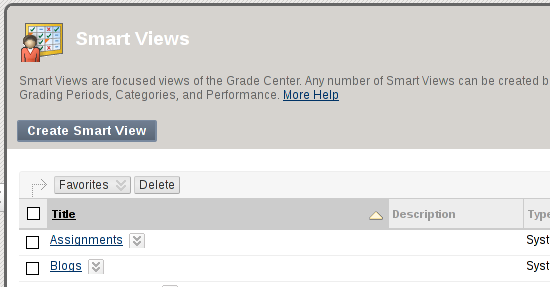 Smart Views
Smart Views are focused views of the Grade Center. Any number of Smart Views can be created b
Grading Periods, Categories, and Performance. More Help
Create Smart View
Favorites Delete
Title Description Type
Assignments Syst
Blogs Syst